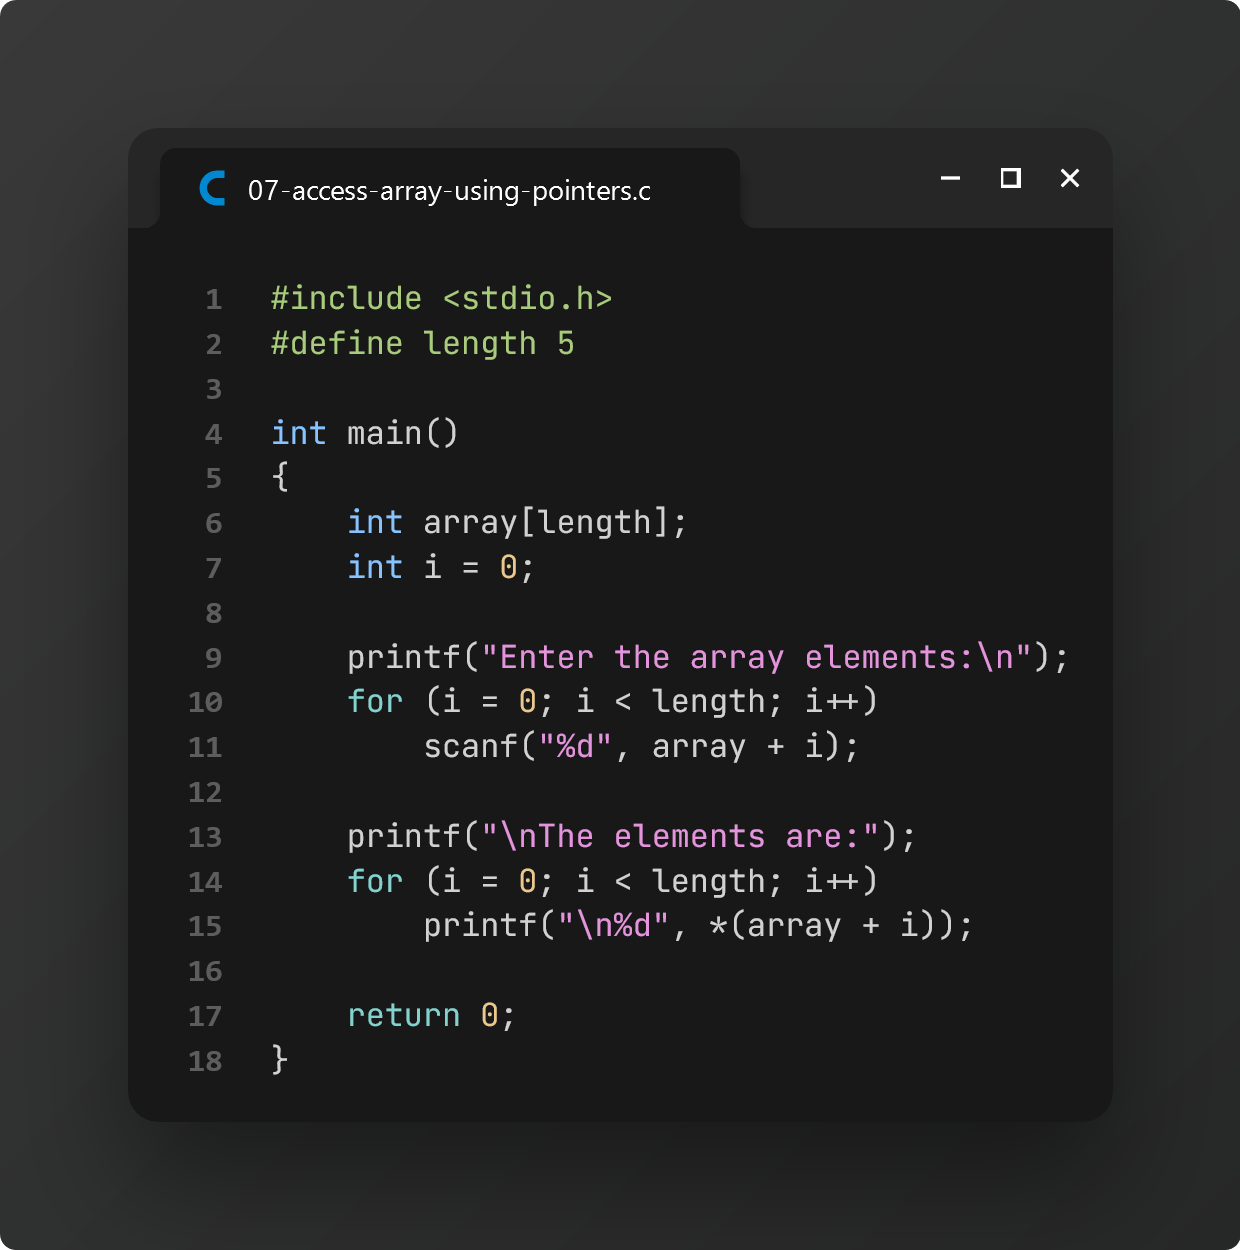 07-access-array-using-pointers.c
1 #include <stdio.h>
2 #define length 5
3
4 int main()
5 {
6     int array[length];
7     int i = 0;
8
9     printf("Enter the array elements:\n");
10     for (i = 0; i < length; i++)
11         scanf("%d", array + i);
12
13     printf("\nThe elements are:");
14     for (i = 0; i < length; i++)
15         printf("\n%d", *(array + i));
16
17     return 0;
18 }